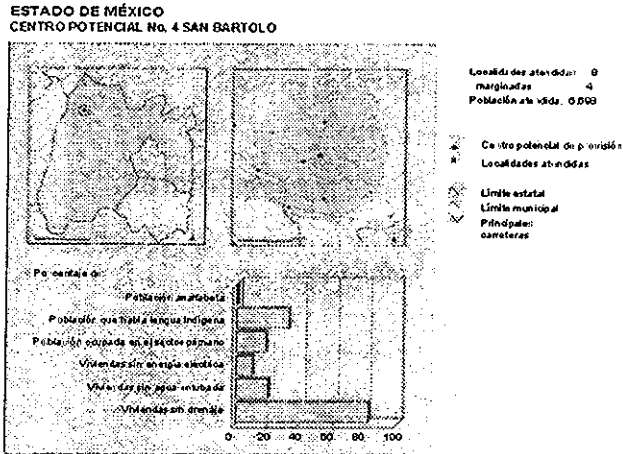 ESTADO DE MÉXICO
CENTRO POTENCIAL No. 4 SAN BARTOLO
Localidades atendidas 8
marginadas 4
Población atendida 6,698
Centro potencial de provisión
Localidades atendidas
Límite estatal
Límite municipal
Principales
carreteras
Porcentaje de:
Población analfabeta
Población que habla lengua indígena
Población ocupada en el sector primario
Viviendas sin energía eléctrica
Viviendas sin agua entubada
Viviendas sin drenaje
0 20 40 60 80 100